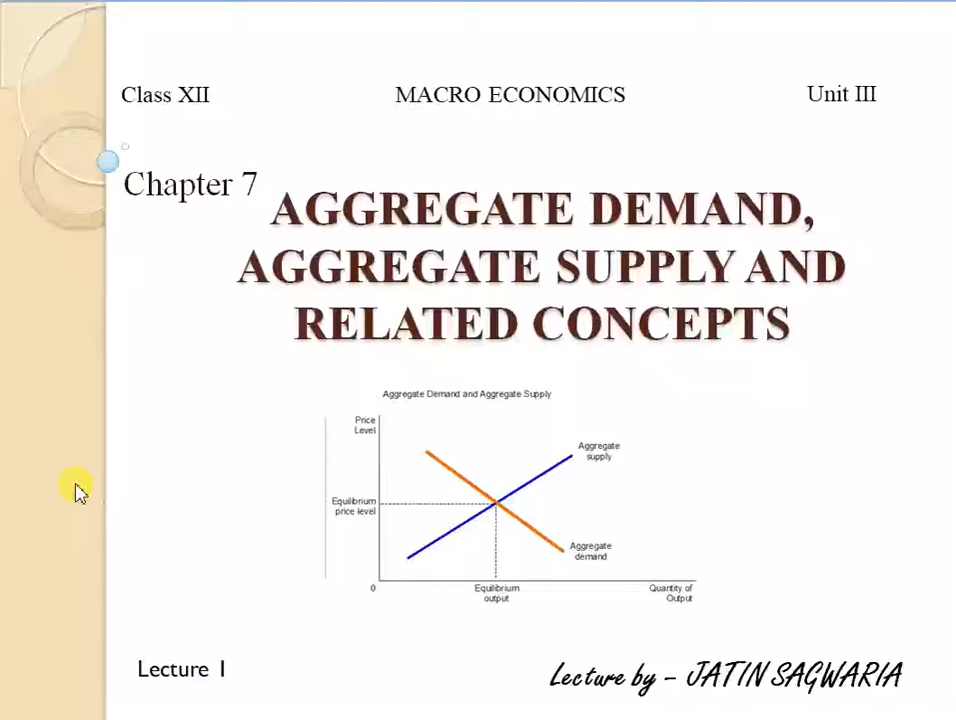 Class XII
MACRO ECONOMICS
Unit III
Chapter 7
AGGREGATE DEMAND,
AGGREGATE SUPPLY AND
RELATED CONCEPTS
Aggregate Demand and Aggregate Supply
Price
Level
Aggregate
supply
Equilibrium
price level
Aggregate
demand
0
Equilibrium
output
Quantity of
Output
Lecture 1
Lecture by – JATIN SAGWARIA